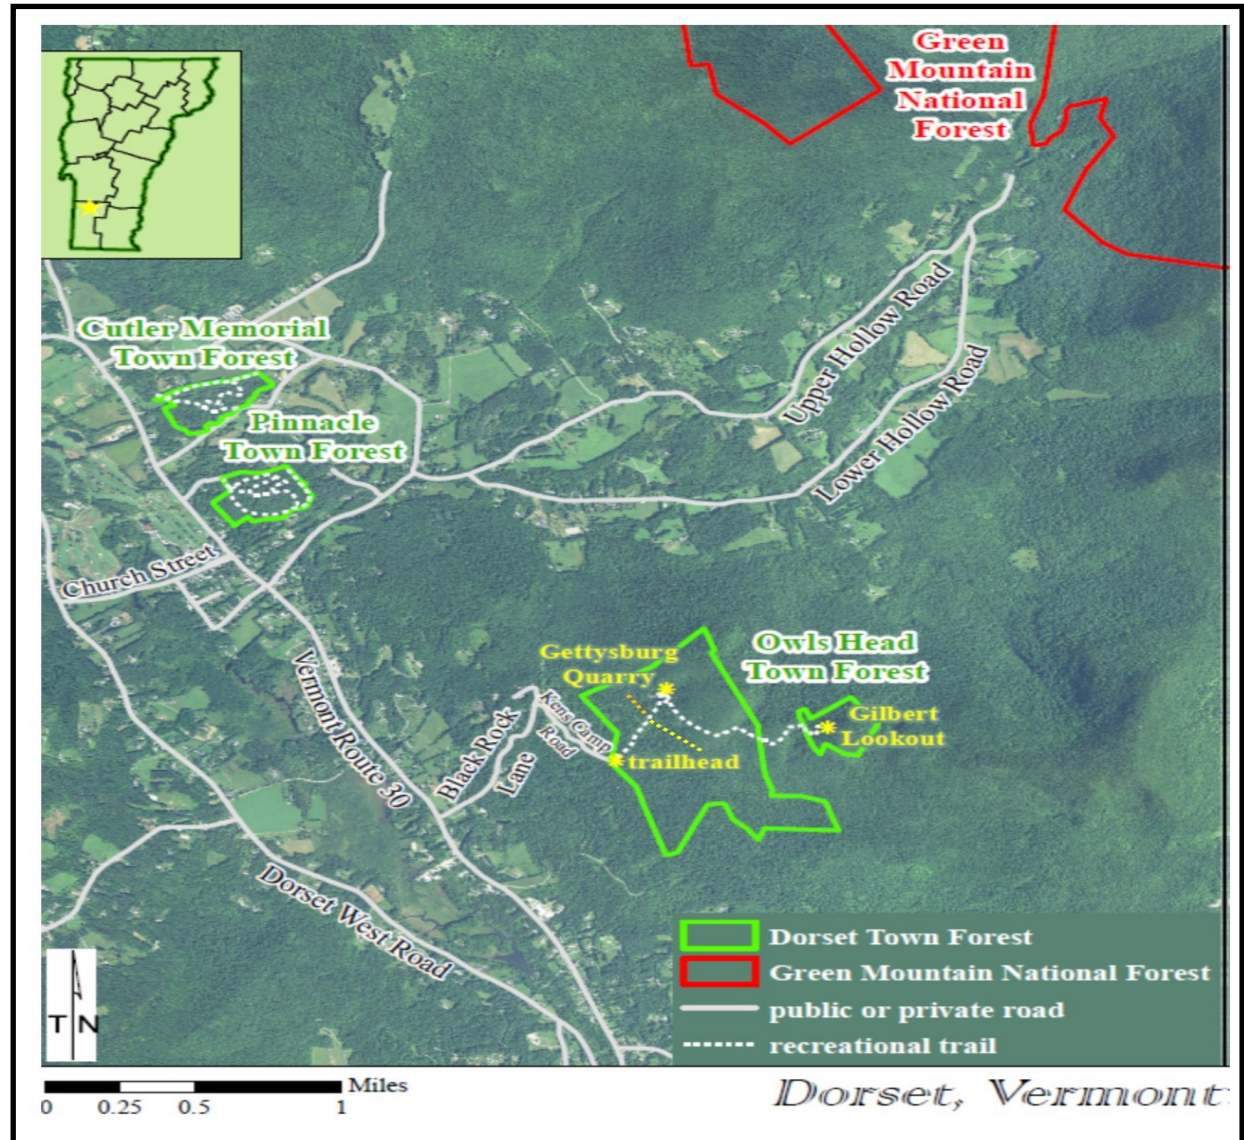 Green
Mountain
National
Forest
Cutler Memorial
Town Forest
Pinnacle
Town Forest
Upper Hollow Road
Lower Hollow Road
Church Street
Vermont Route 30
Gettysburg
Quarry
Owls Head
Town Forest
Gilbert
Lookout
Kens Camp
Road
Black Rock
Lane
trailhead
Dorset West Road
Dorset Town Forest
Green Mountain National Forest
public or private road
recreational trail
T N
Miles
0 0.25 0.5 1
Dorset, Vermont